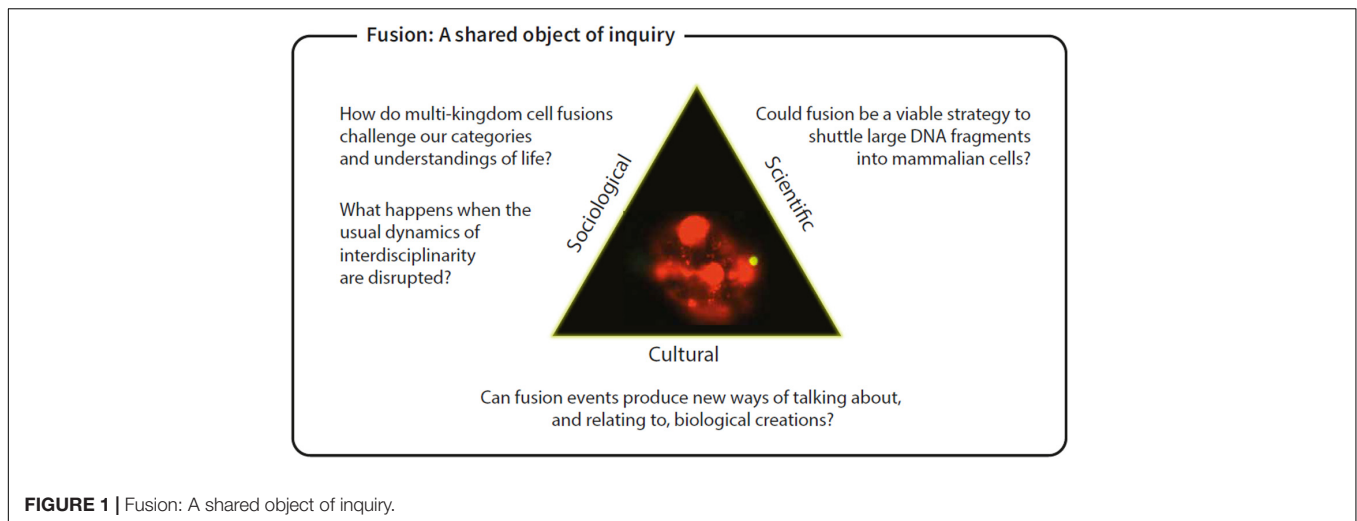 Fusion: A shared object of inquiry
How do multi-kingdom cell fusions
challenge our categories
and understandings of life?
What happens when the
usual dynamics of
interdisciplinarity
are disrupted?
Sociological
Scientific
Could fusion be a viable strategy to
shuttle large DNA fragments
into mammalian cells?
Cultural
Can fusion events produce new ways of talking about,
and relating to, biological creations?
FIGURE 1 | Fusion: A shared object of inquiry.